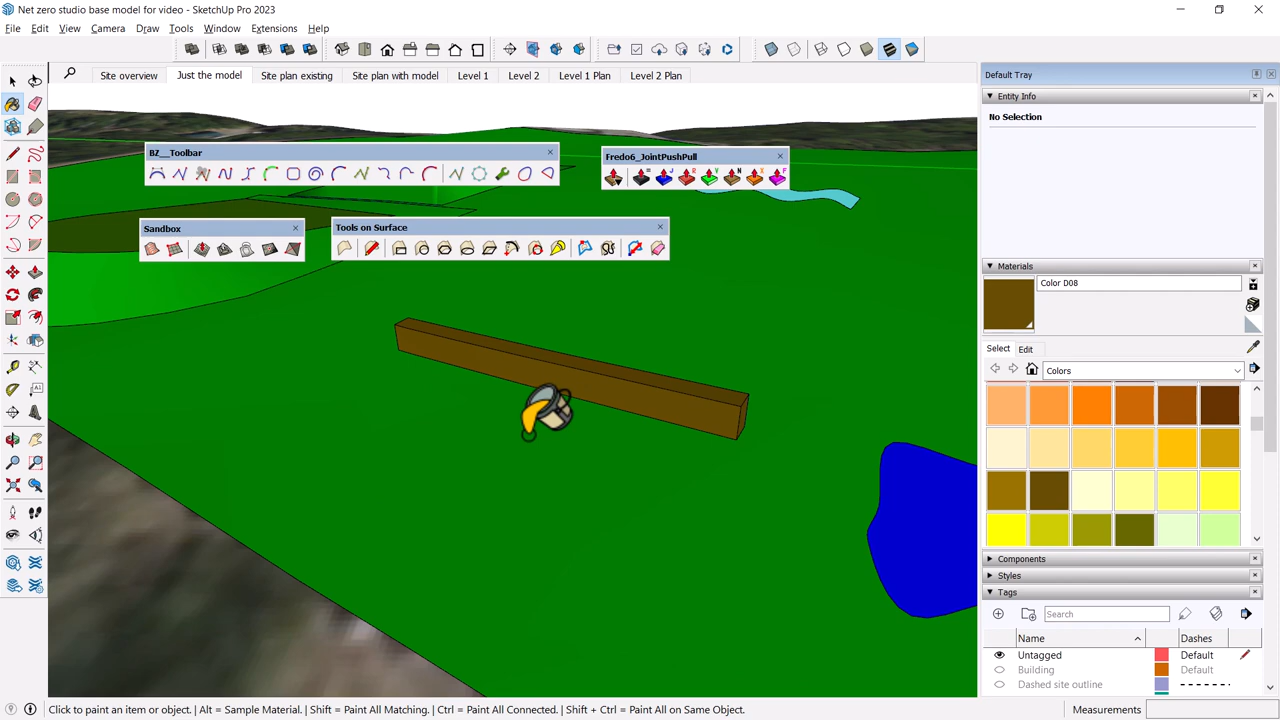 Net zero studio base model for video - SketchUp Pro 2023
File Edit View Camera Draw Tools Window Extensions Help
Site overview Just the model Site plan existing Site plan with model Level 1 Level 2 Level 1 Plan Level 2 Plan
Default Tray
Entity Info
No Selection
BZ__Toolbar
Fredo6_JointPushPull
Sandbox
Tools on Surface
Materials
Color D08
Select Edit
Colors
Components
Styles
Tags
Search
Name Dashes
Untagged Default
Building Default
Dashed site outline
Click to paint an item or object. | Alt = Sample Material. | Shift = Paint All Matching. | Ctrl = Paint All Connected. | Shift + Ctrl = Paint All on Same Object.
Measurements